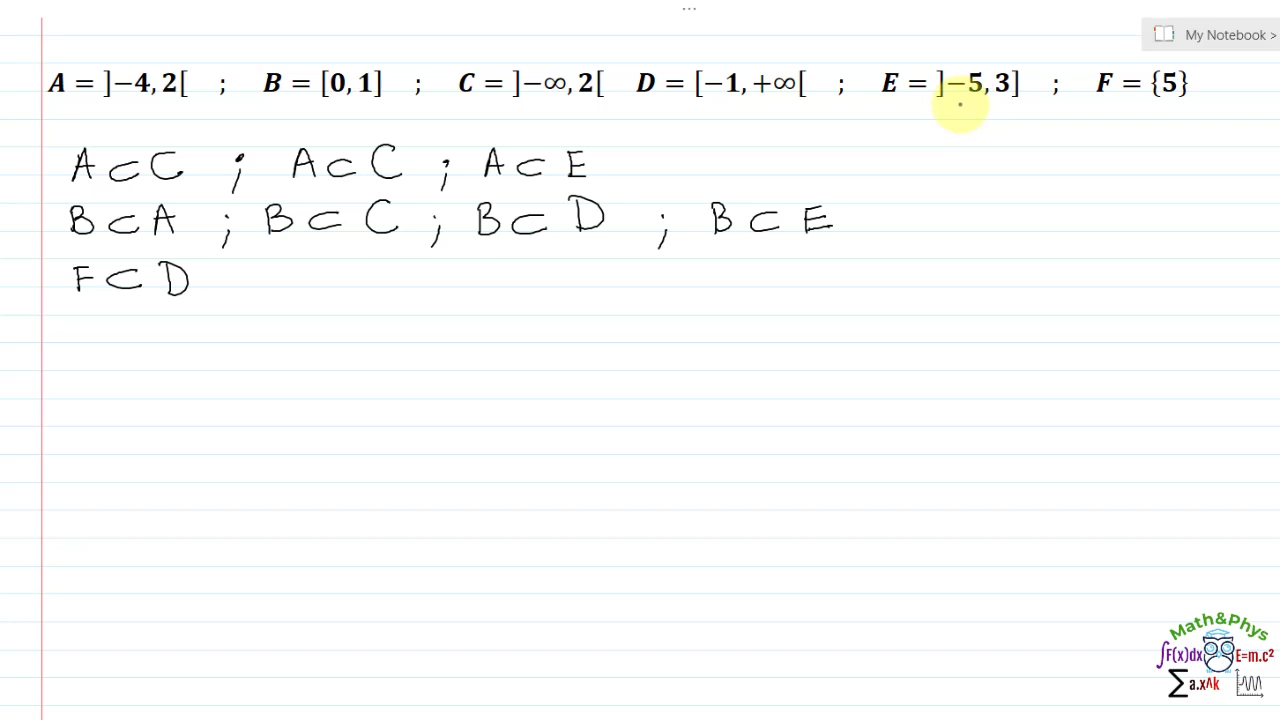 ...
My Notebook >
A = ]−4, 2[ ; B = [0, 1] ; C = ]−∞, 2[ D = [−1, +∞[ ; E = ]−5, 3] ; F = {5}
A ⊂ C ; A ⊂ C ; A ⊂ E
B ⊂ A ; B ⊂ C ; B ⊂ D ; B ⊂ E
F ⊂ D
Math&Phys
∫F(x)dx E=m.c²
∑ a.x^k